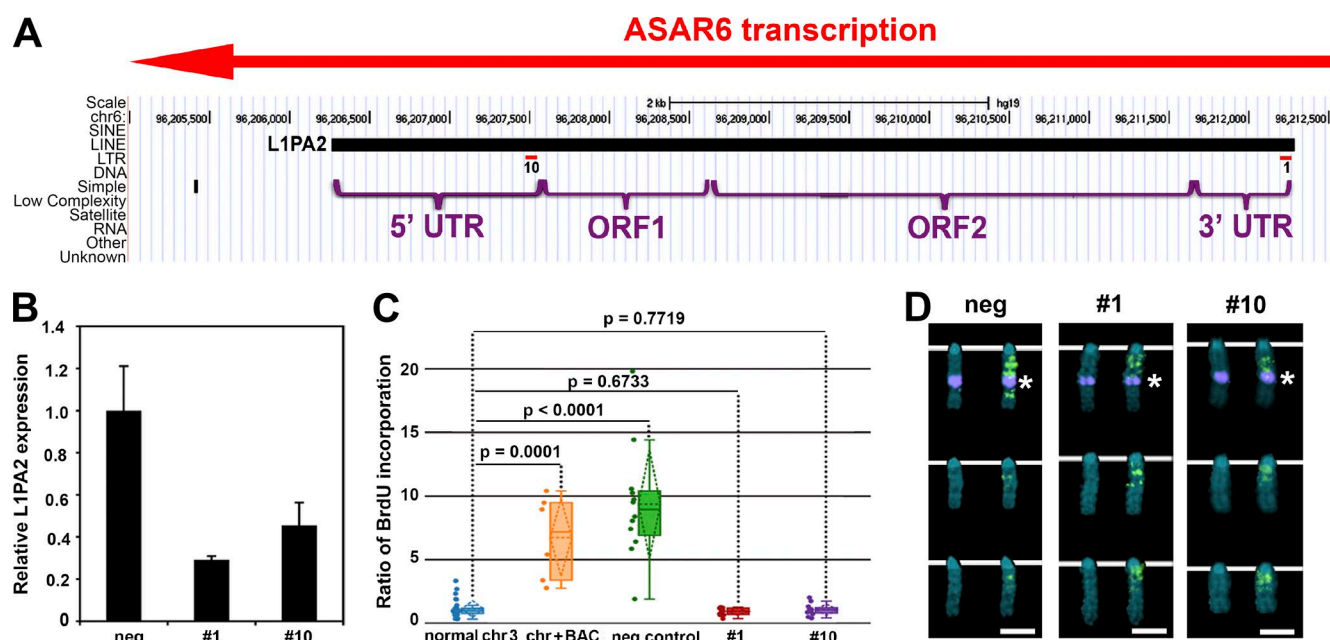 A
ASAR6 transcription
Scale
2 kb
hg19
chr6:
96,205,500
96,206,000
96,206,500
96,207,000
96,207,500
96,208,000
96,208,500
96,209,000
96,209,500
96,210,000
96,210,500
96,211,000
96,211,500
96,212,000
96,212,500
SINE
LINE
L1PA2
LTR
10
1
DNA
Simple
Low Complexity
Satellite
RNA
Other
Unknown
5' UTR
ORF1
ORF2
3' UTR
B
Relative L1PA2 expression
1.4
1.2
1.0
0.8
0.6
0.4
0.2
0
neg
#1
#10
C
Ratio of BrdU incorporation
20
15
10
5
0
p = 0.7719
p = 0.6733
p < 0.0001
p = 0.0001
normal chr 3
chr + BAC
neg control
#1
#10
D
neg
#1
#10
*
*
*